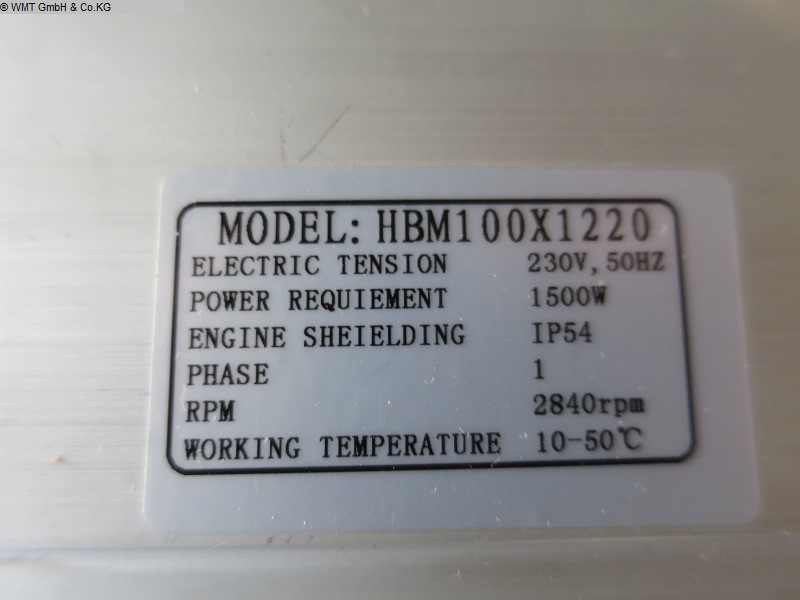 © WMT GmbH & Co.KG
MODEL: HBM100X1220
ELECTRIC TENSION 230V, 50HZ
POWER REQUIEMENT 1500W
ENGINE SHEIELDING IP54
PHASE 1
RPM 2840rpm
WORKING TEMPERATURE 10-50℃